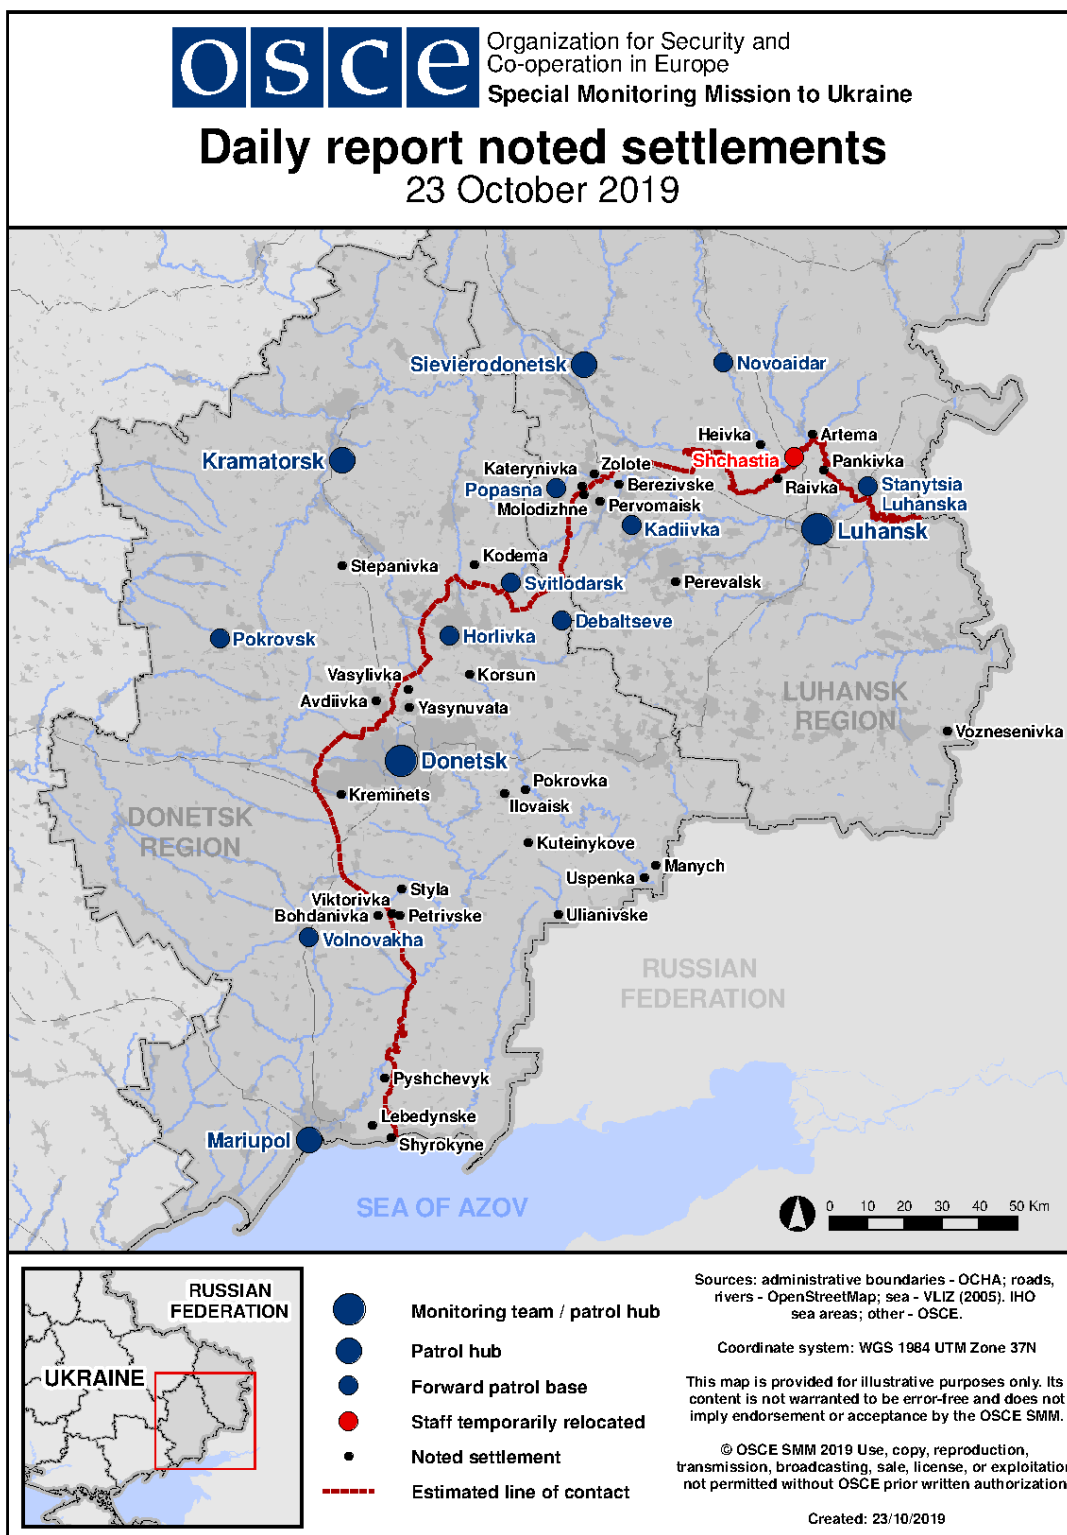 osce
Organization for Security and
Co-operation in Europe
Special Monitoring Mission to Ukraine
Daily report noted settlements
23 October 2019
Sievierodonetsk
Novoaidar
Heivka
Artema
Kramatorsk
Shchastia
Zolote
Katerynivka
Pankivka
Popasna
Berezivske
Raivka
Stanytsia
Luhanska
Molodizhne
Pervomaisk
Kadiivka
Luhansk
Kodema
Stepanivka
Svitlodarsk
Perevalsk
Debaltseve
Pokrovsk
Horlivka
Vasylivka
Korsun
Avdiivka
Yasynuvata
LUHANSK
REGION
Voznesenivka
Donetsk
Pokrovka
Kreminets
Ilovaisk
DONETSK
REGION
Kuteinykove
Manych
Uspenka
Styla
Viktorivka
Bohdanivka
Petrivske
Ulianivske
Volnovakha
RUSSIAN
FEDERATION
Pyshchevyk
Lebedynske
Mariupol
Shyrokyne
SEA OF AZOV
0 10 20 30 40 50 Km
RUSSIAN
FEDERATION
UKRAINE
Monitoring team / patrol hub
Patrol hub
Forward patrol base
Staff temporarily relocated
Noted settlement
Estimated line of contact
Sources: administrative boundaries - OCHA; roads,
rivers - OpenStreetMap; sea - VLIZ (2005). IHO
sea areas; other - OSCE.
Coordinate system: WGS 1984 UTM Zone 37N
This map is provided for illustrative purposes only. Its
content is not warranted to be error-free and does not
imply endorsement or acceptance by the OSCE SMM.
© OSCE SMM 2019 Use, copy, reproduction,
transmission, broadcasting, sale, license, or exploitation
not permitted without OSCE prior written authorization
Created: 23/10/2019